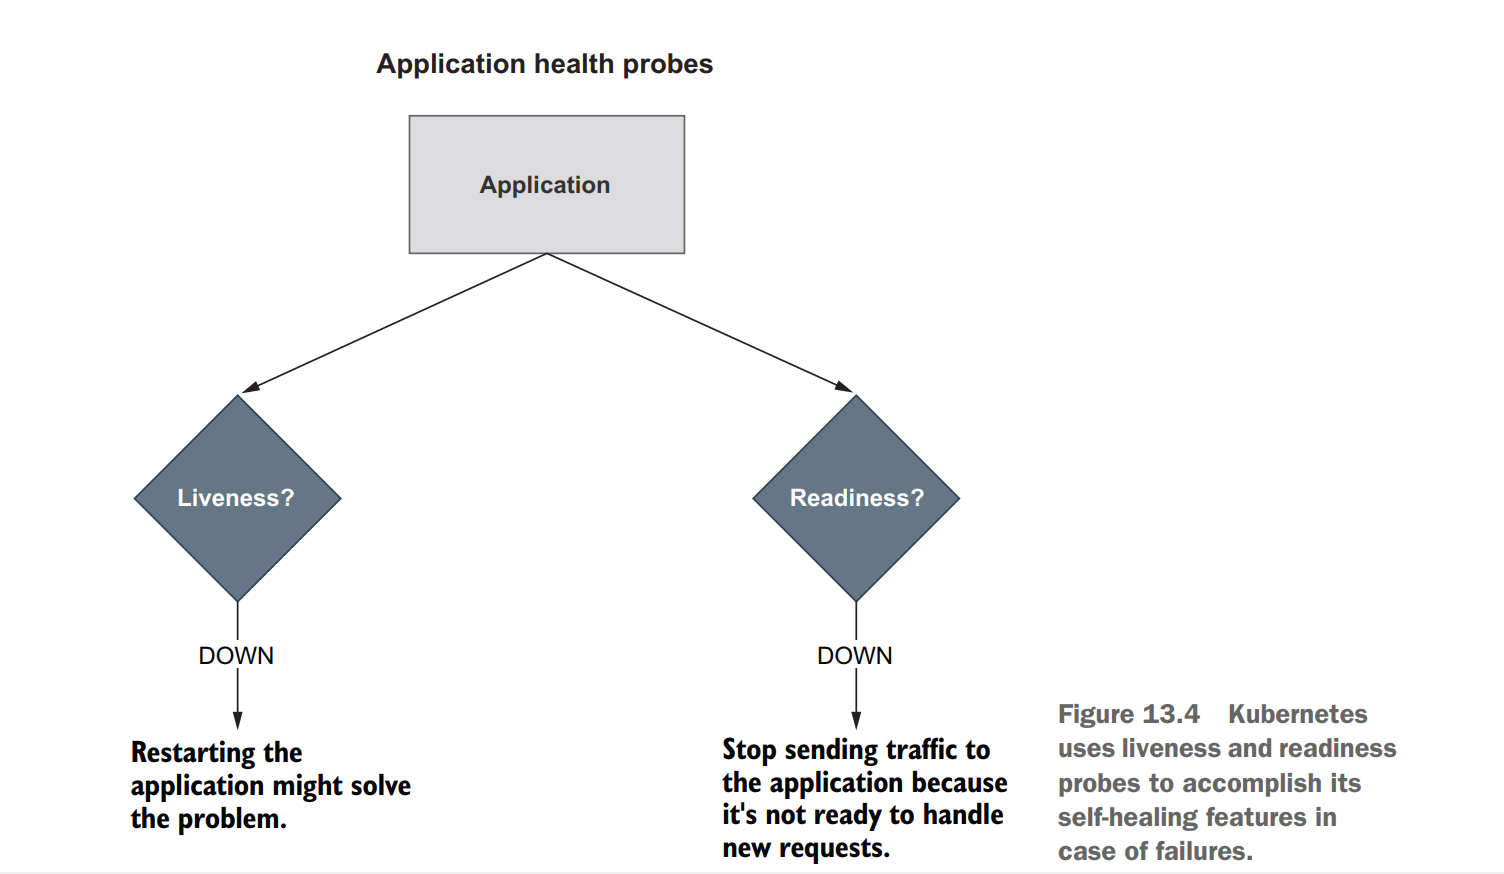 Application health probes
Application
Liveness?
Readiness?
DOWN
DOWN
Restarting the
application might solve
the problem.
Stop sending traffic to
the application because
it's not ready to handle
new requests.
Figure 13.4 Kubernetes
uses liveness and readiness
probes to accomplish its
self-healing features in
case of failures.